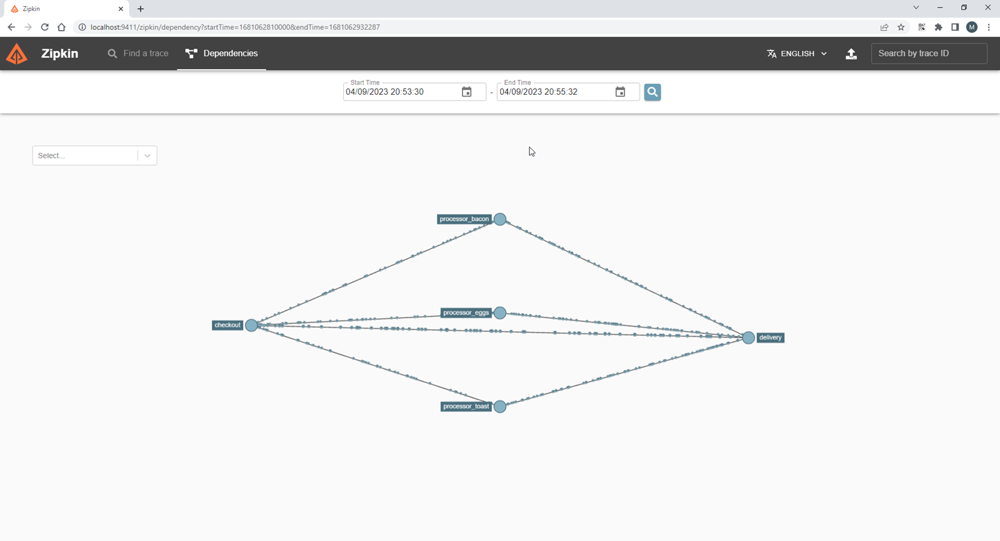 Zipkin
localhost:9411/zipkin/dependency?startTime=1681062810000&endTime=1681062932287
M
Zipkin
Find a trace
Dependencies
ENGLISH
Search by trace ID
Start Time
04/09/2023 20:53:30
-
End Time
04/09/2023 20:55:32
Select...
processor_bacon
processor_eggs
checkout
delivery
processor_toast